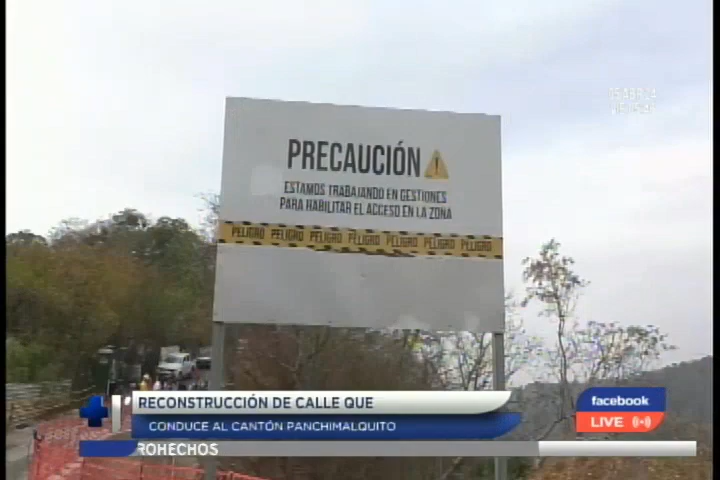 PRECAUCIÓN
ESTAMOS TRABAJANDO EN GESTIONES
PARA HABILITAR EL ACCESO EN LA ZONA
PELIGRO PELIGRO PELIGRO PELIGRO PELIGRO PELIGRO PELIGRO
RECONSTRUCCIÓN DE CALLE QUE
CONDUCE AL CANTÓN PANCHIMALQUITO
facebook
LIVE
ROHECHOS